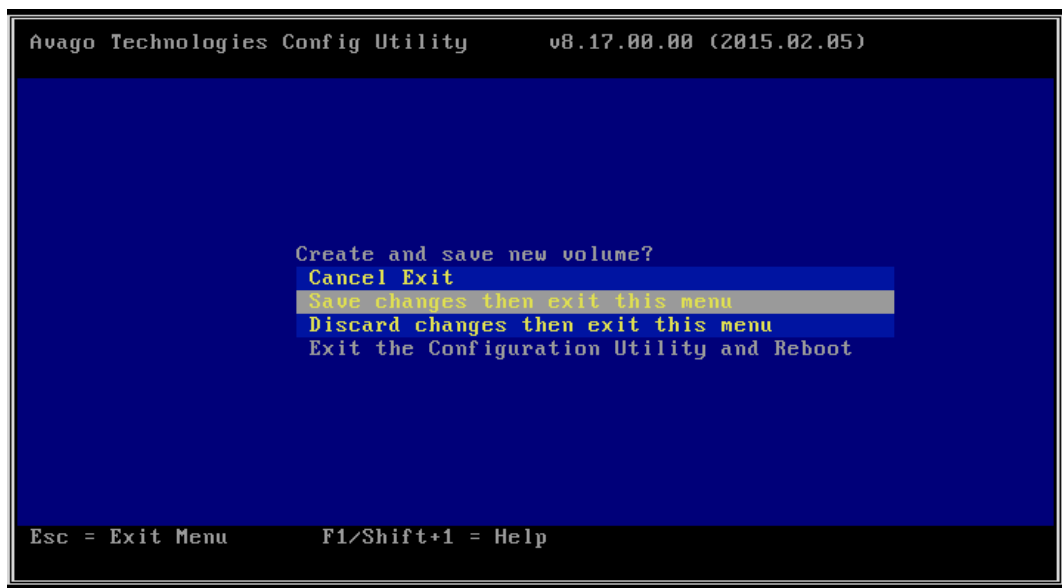 Avago Technologies Config Utility v8.17.00.00 (2015.02.05)
Create and save new volume?
Cancel Exit
Save changes then exit this menu
Discard changes then exit this menu
Exit the Configuration Utility and Reboot
Esc = Exit Menu F1/Shift+1 = Help